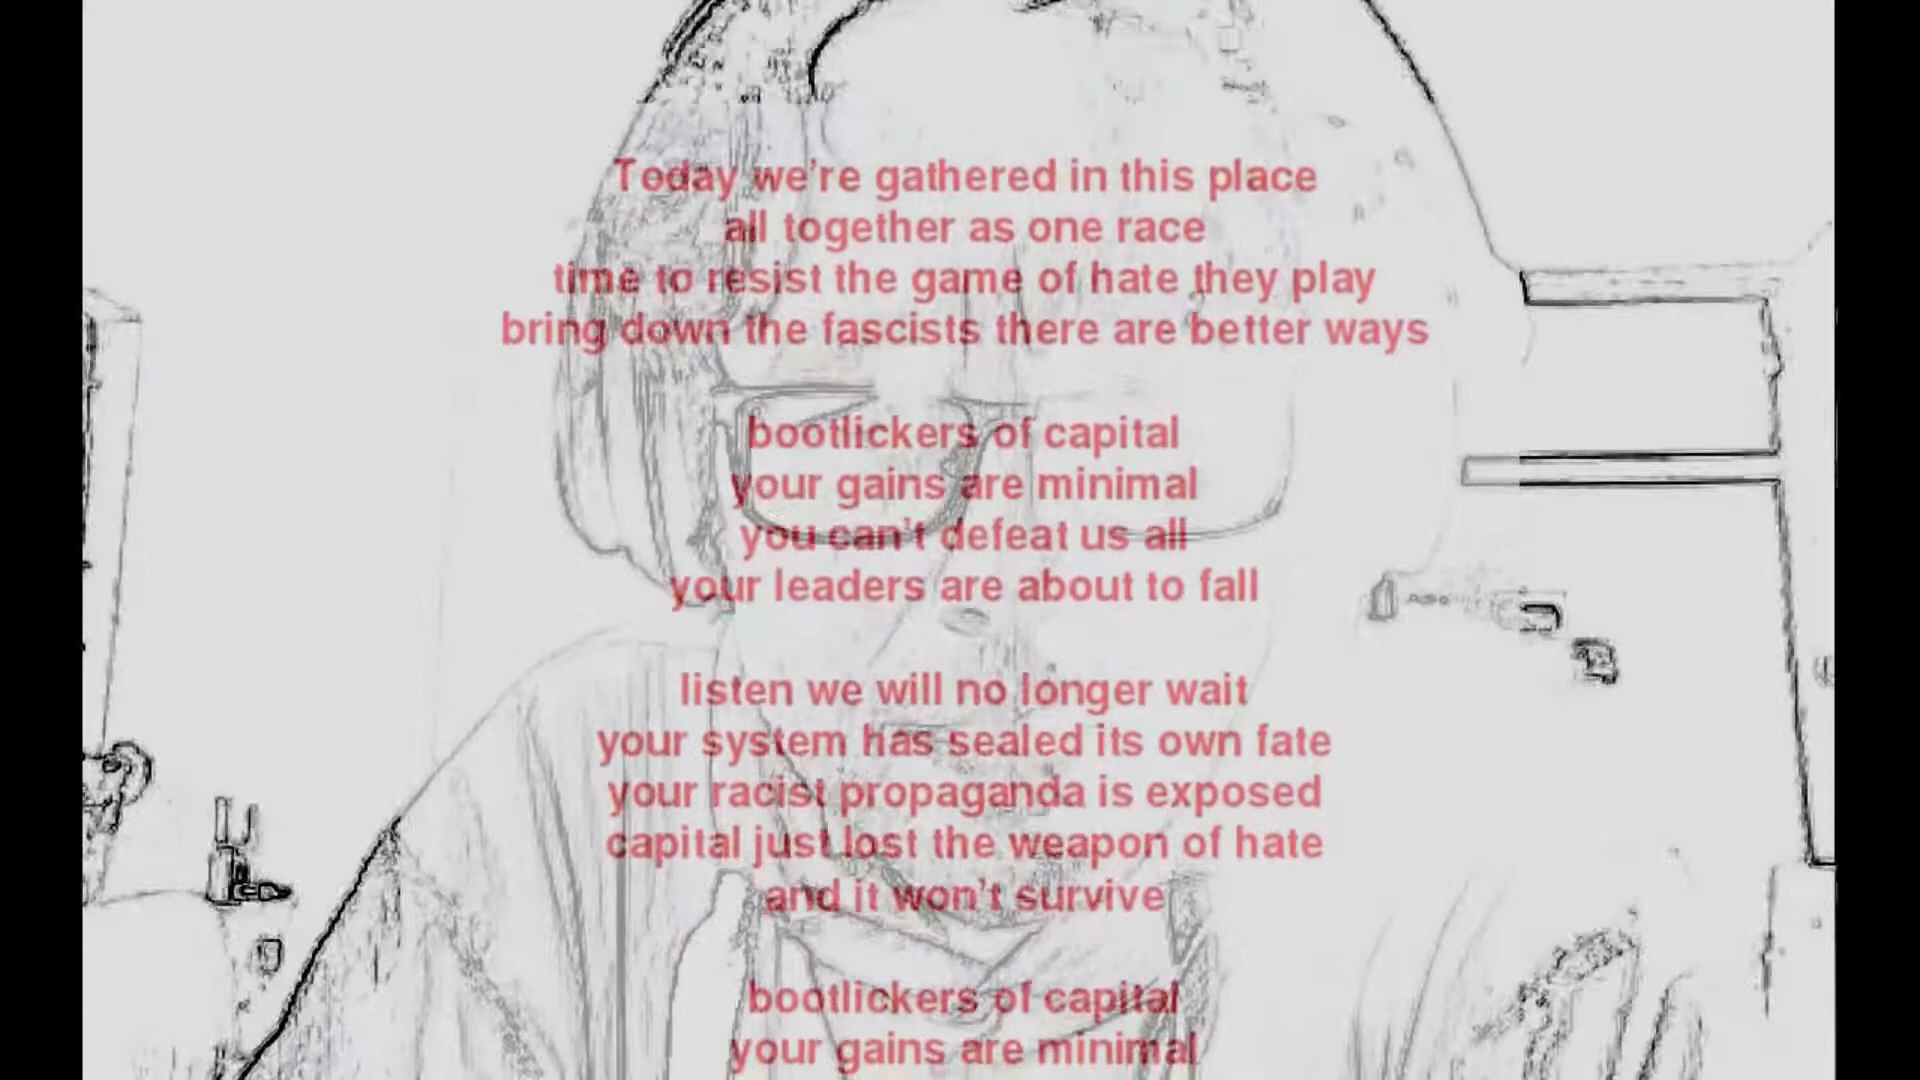 Today we're gathered in this place
all together as one race
time to resist the game of hate they play
bring down the fascists there are better ways
bootlickers of capital
your gains are minimal
you can't defeat us all
your leaders are about to fall
listen we will no longer wait
your system has sealed its own fate
your racist propaganda is exposed
capital just lost the weapon of hate
and it won't survive
bootlickers of capital
your gains are minimal